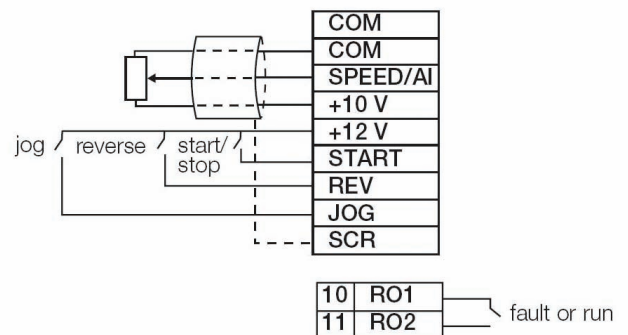 COM
COM
SPEED/AI
+10 V
+12 V
START
REV
JOG
SCR
jog
reverse
start/
stop
10 RO1
11 RO2
fault or run